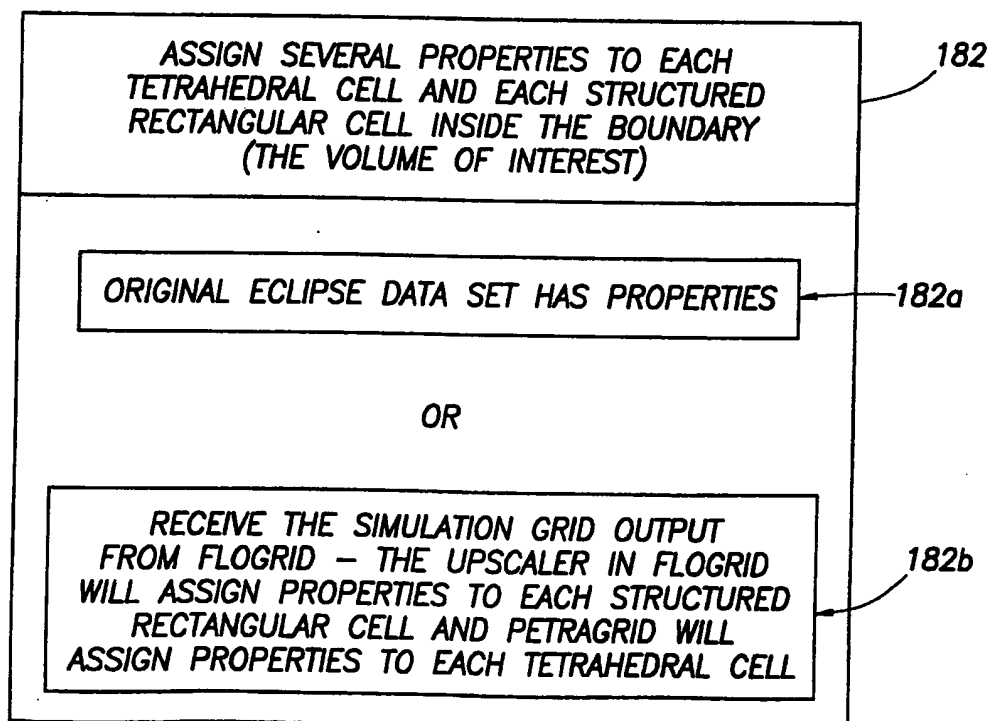 ASSIGN SEVERAL PROPERTIES TO EACH
TETRAHEDRAL CELL AND EACH STRUCTURED
RECTANGULAR CELL INSIDE THE BOUNDARY
(THE VOLUME OF INTEREST)
182
ORIGINAL ECLIPSE DATA SET HAS PROPERTIES
182a
OR
RECEIVE THE SIMULATION GRID OUTPUT
FROM FLOGRID – THE UPSCALER IN FLOGRID
WILL ASSIGN PROPERTIES TO EACH STRUCTURED
RECTANGULAR CELL AND PETRAGRID WILL
ASSIGN PROPERTIES TO EACH TETRAHEDRAL CELL
182b